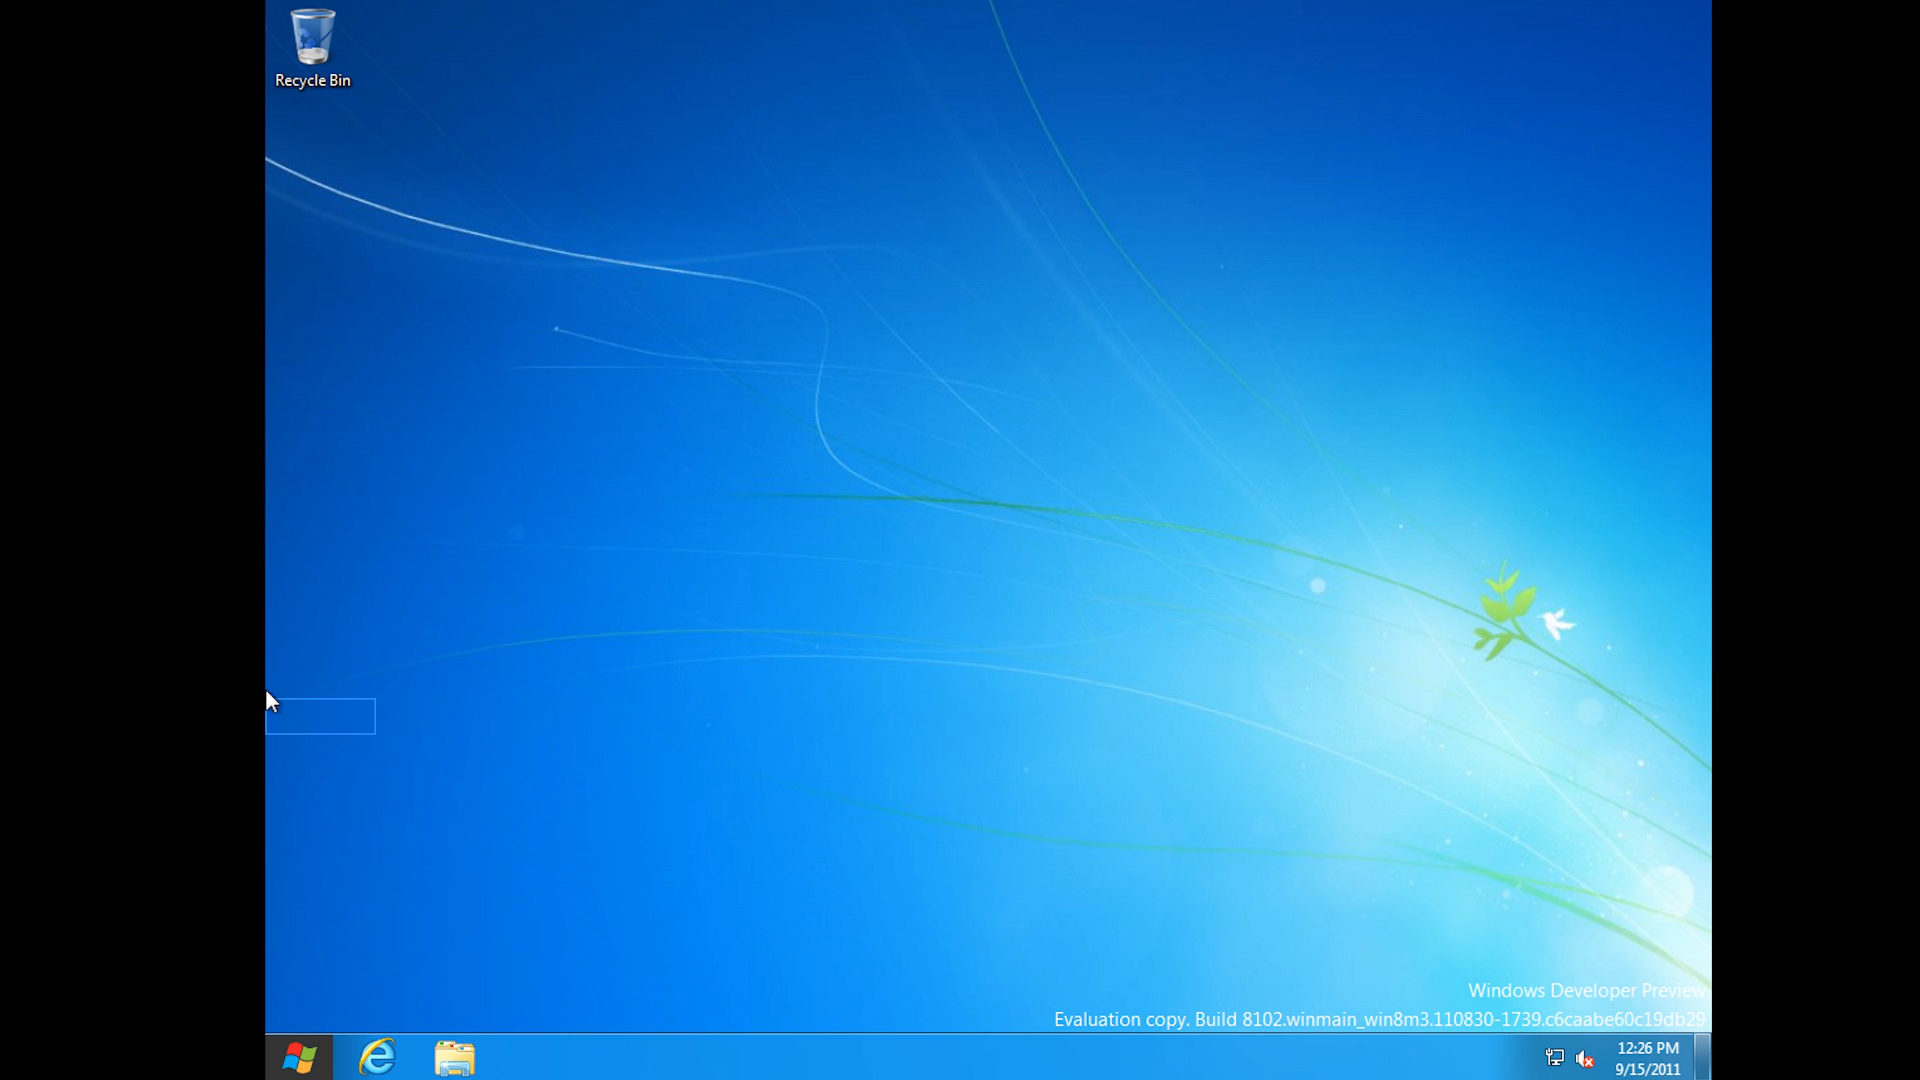 Recycle Bin
Windows Developer Preview
Evaluation copy. Build 8102.winmain_win8m3.110830-1739.c6caabe60c19db29
12:26 PM
9/15/2011